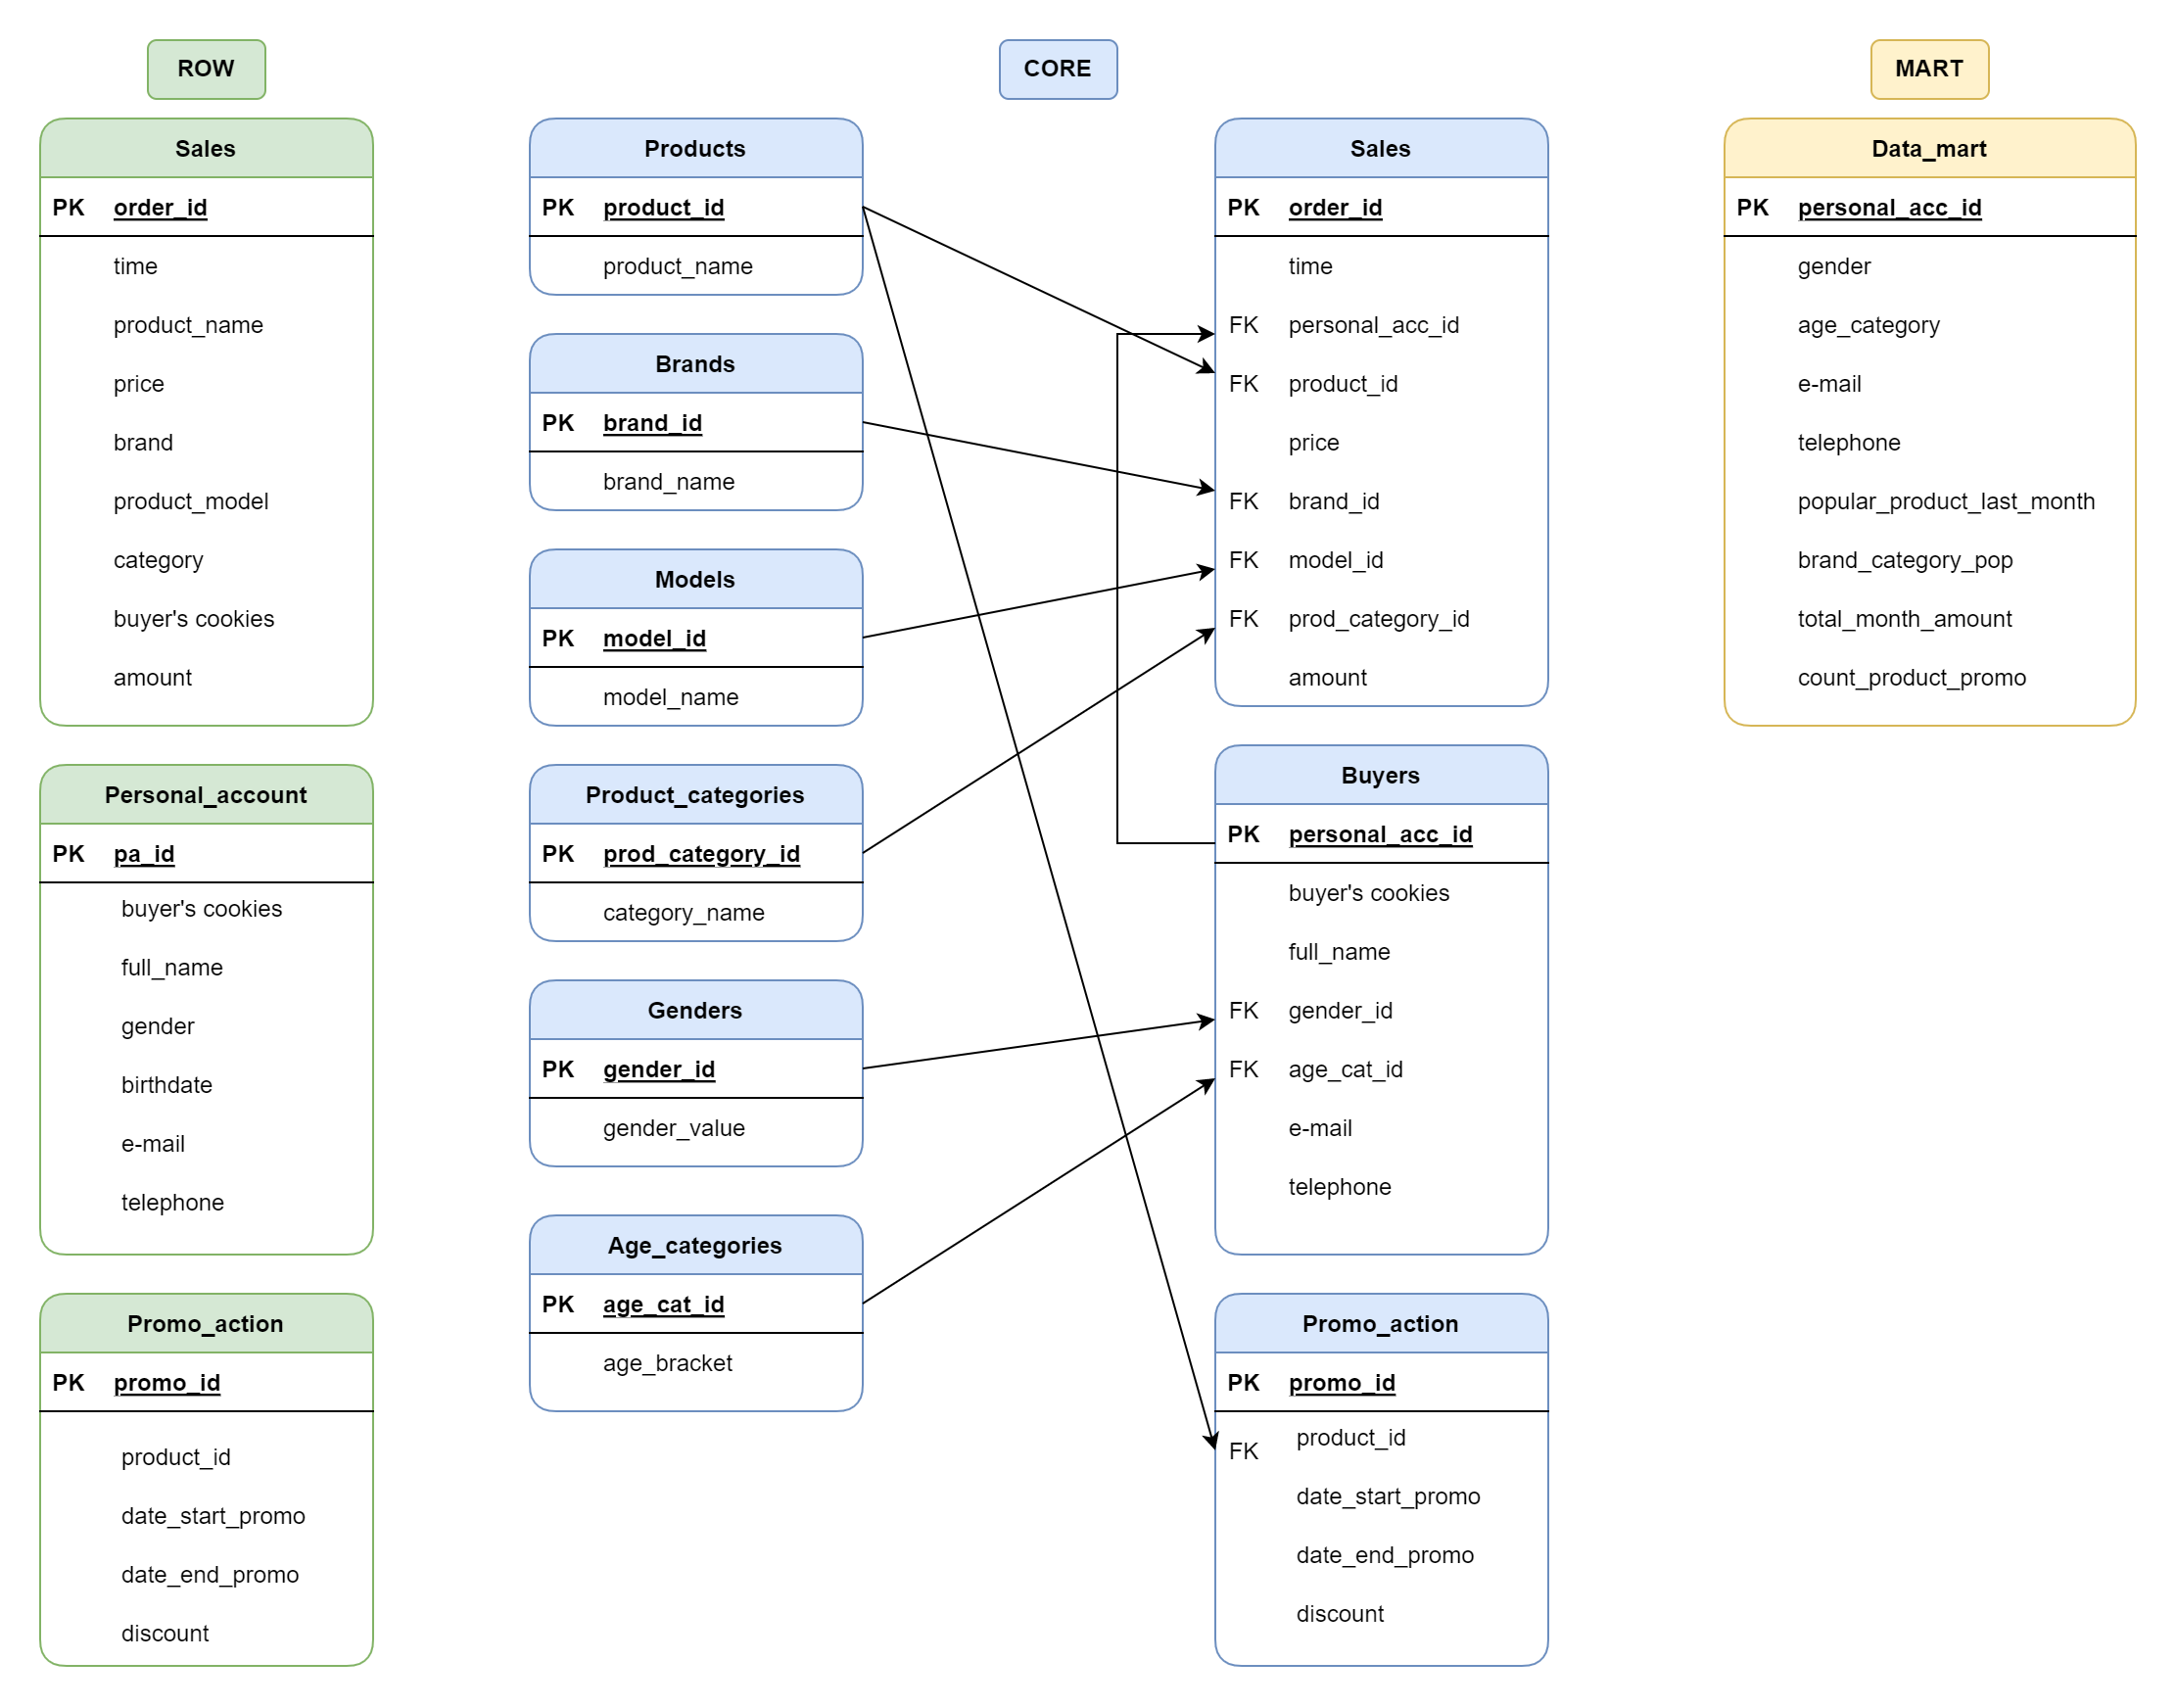 ROW
Sales
PK order_id
time
product_name
price
brand
product_model
category
buyer's cookies
amount
Personal_account
PK pa_id
buyer's cookies
full_name
gender
birthdate
e-mail
telephone
Promo_action
PK promo_id
product_id
date_start_promo
date_end_promo
discount
CORE
Products
PK product_id
product_name
Brands
PK brand_id
brand_name
Models
PK model_id
model_name
Product_categories
PK prod_category_id
category_name
Genders
PK gender_id
gender_value
Age_categories
PK age_cat_id
age_bracket
Sales
PK order_id
time
FK personal_acc_id
FK product_id
price
FK brand_id
FK model_id
FK prod_category_id
amount
Buyers
PK personal_acc_id
buyer's cookies
full_name
FK gender_id
FK age_cat_id
e-mail
telephone
Promo_action
PK promo_id
FK product_id
date_start_promo
date_end_promo
discount
MART
Data_mart
PK personal_acc_id
gender
age_category
e-mail
telephone
popular_product_last_month
brand_category_pop
total_month_amount
count_product_promo